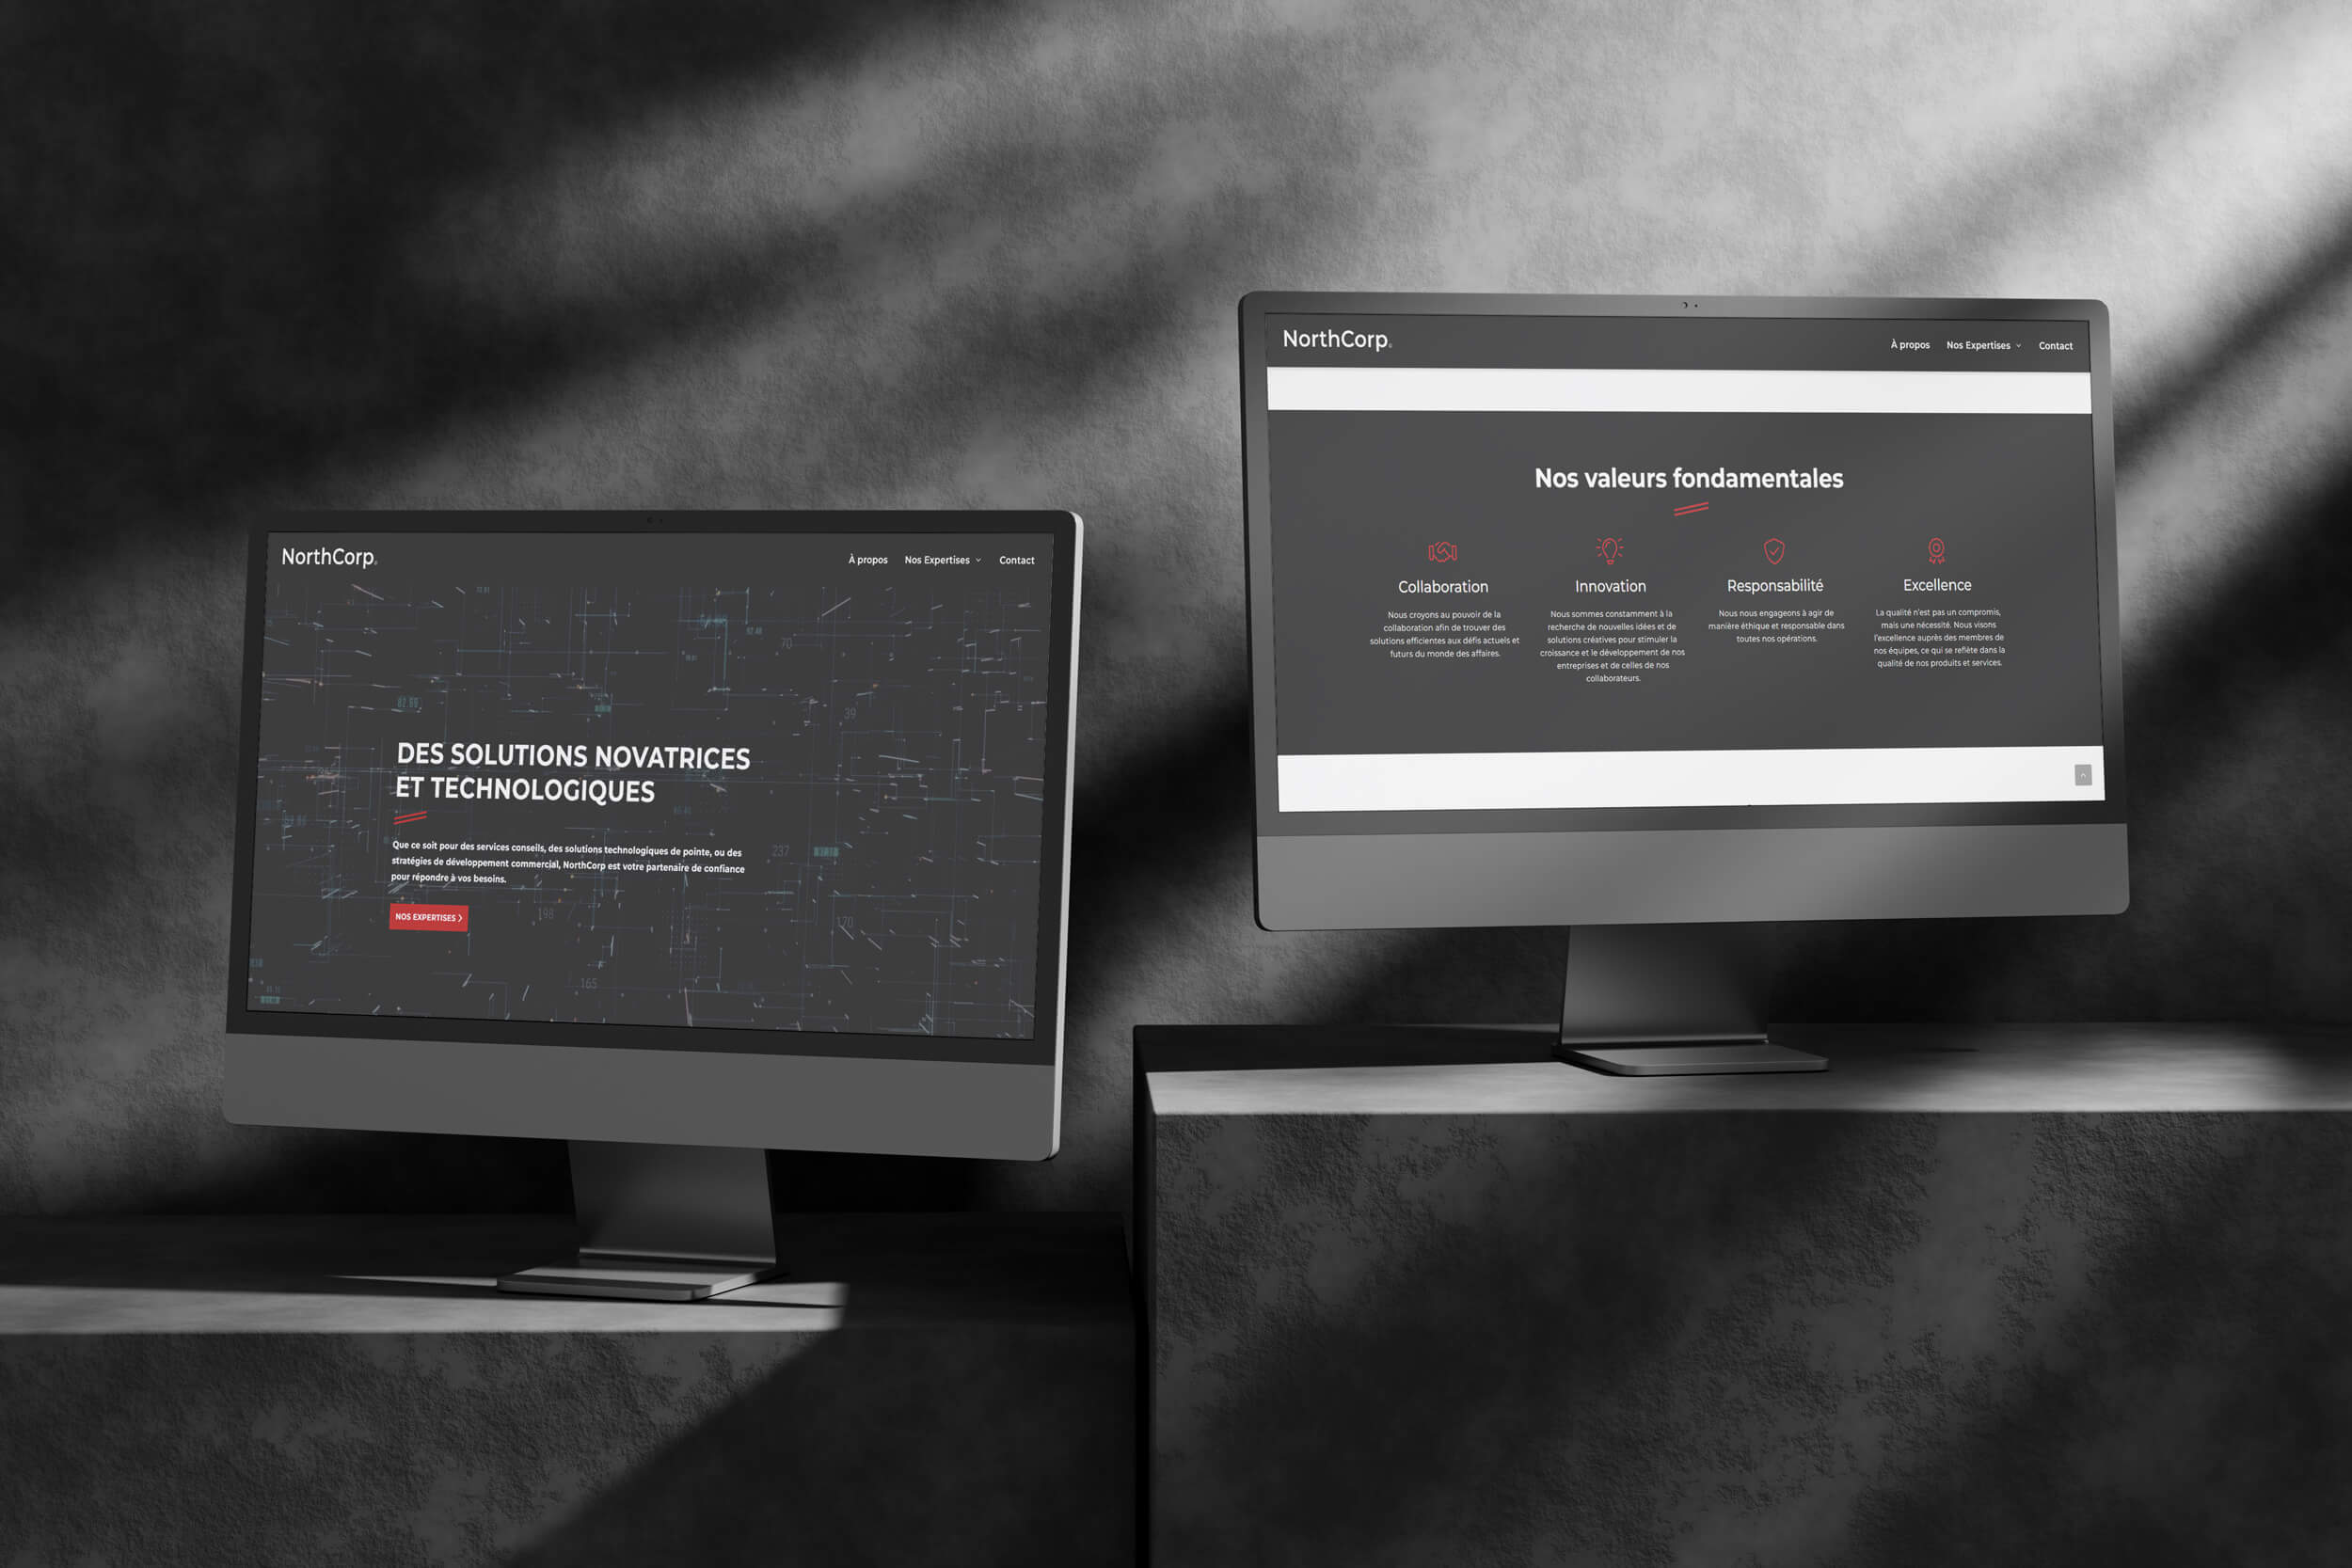 NorthCorp
À propos
Nos Expertises
Contact
DES SOLUTIONS NOVATRICES
ET TECHNOLOGIQUES
Que ce soit pour des services conseils, des solutions technologiques de pointe, ou des
stratégies de développement commercial, NorthCorp est votre partenaire de confiance
pour répondre à vos besoins.
NOS EXPERTISES
70
39
237
198
170
165
NorthCorp
À propos
Nos Expertises
Contact
Nos valeurs fondamentales
Collaboration
Nous croyons au pouvoir de la
collaboration afin de trouver des
solutions efficientes aux défis actuels et
futurs du monde des affaires.
Innovation
Nous sommes constamment à la
recherche de nouvelles idées et de
solutions créatives pour stimuler la
croissance et le développement de nos
entreprises et de celles de nos
collaborateurs.
Responsabilité
Nous nous engageons à agir de
manière éthique et responsable dans
toutes nos opérations.
Excellence
La qualité n'est pas un compromis,
mais une nécessité. Nous visons
l'excellence auprès des membres de
nos équipes, ce qui se reflète dans la
qualité de nos produits et services.